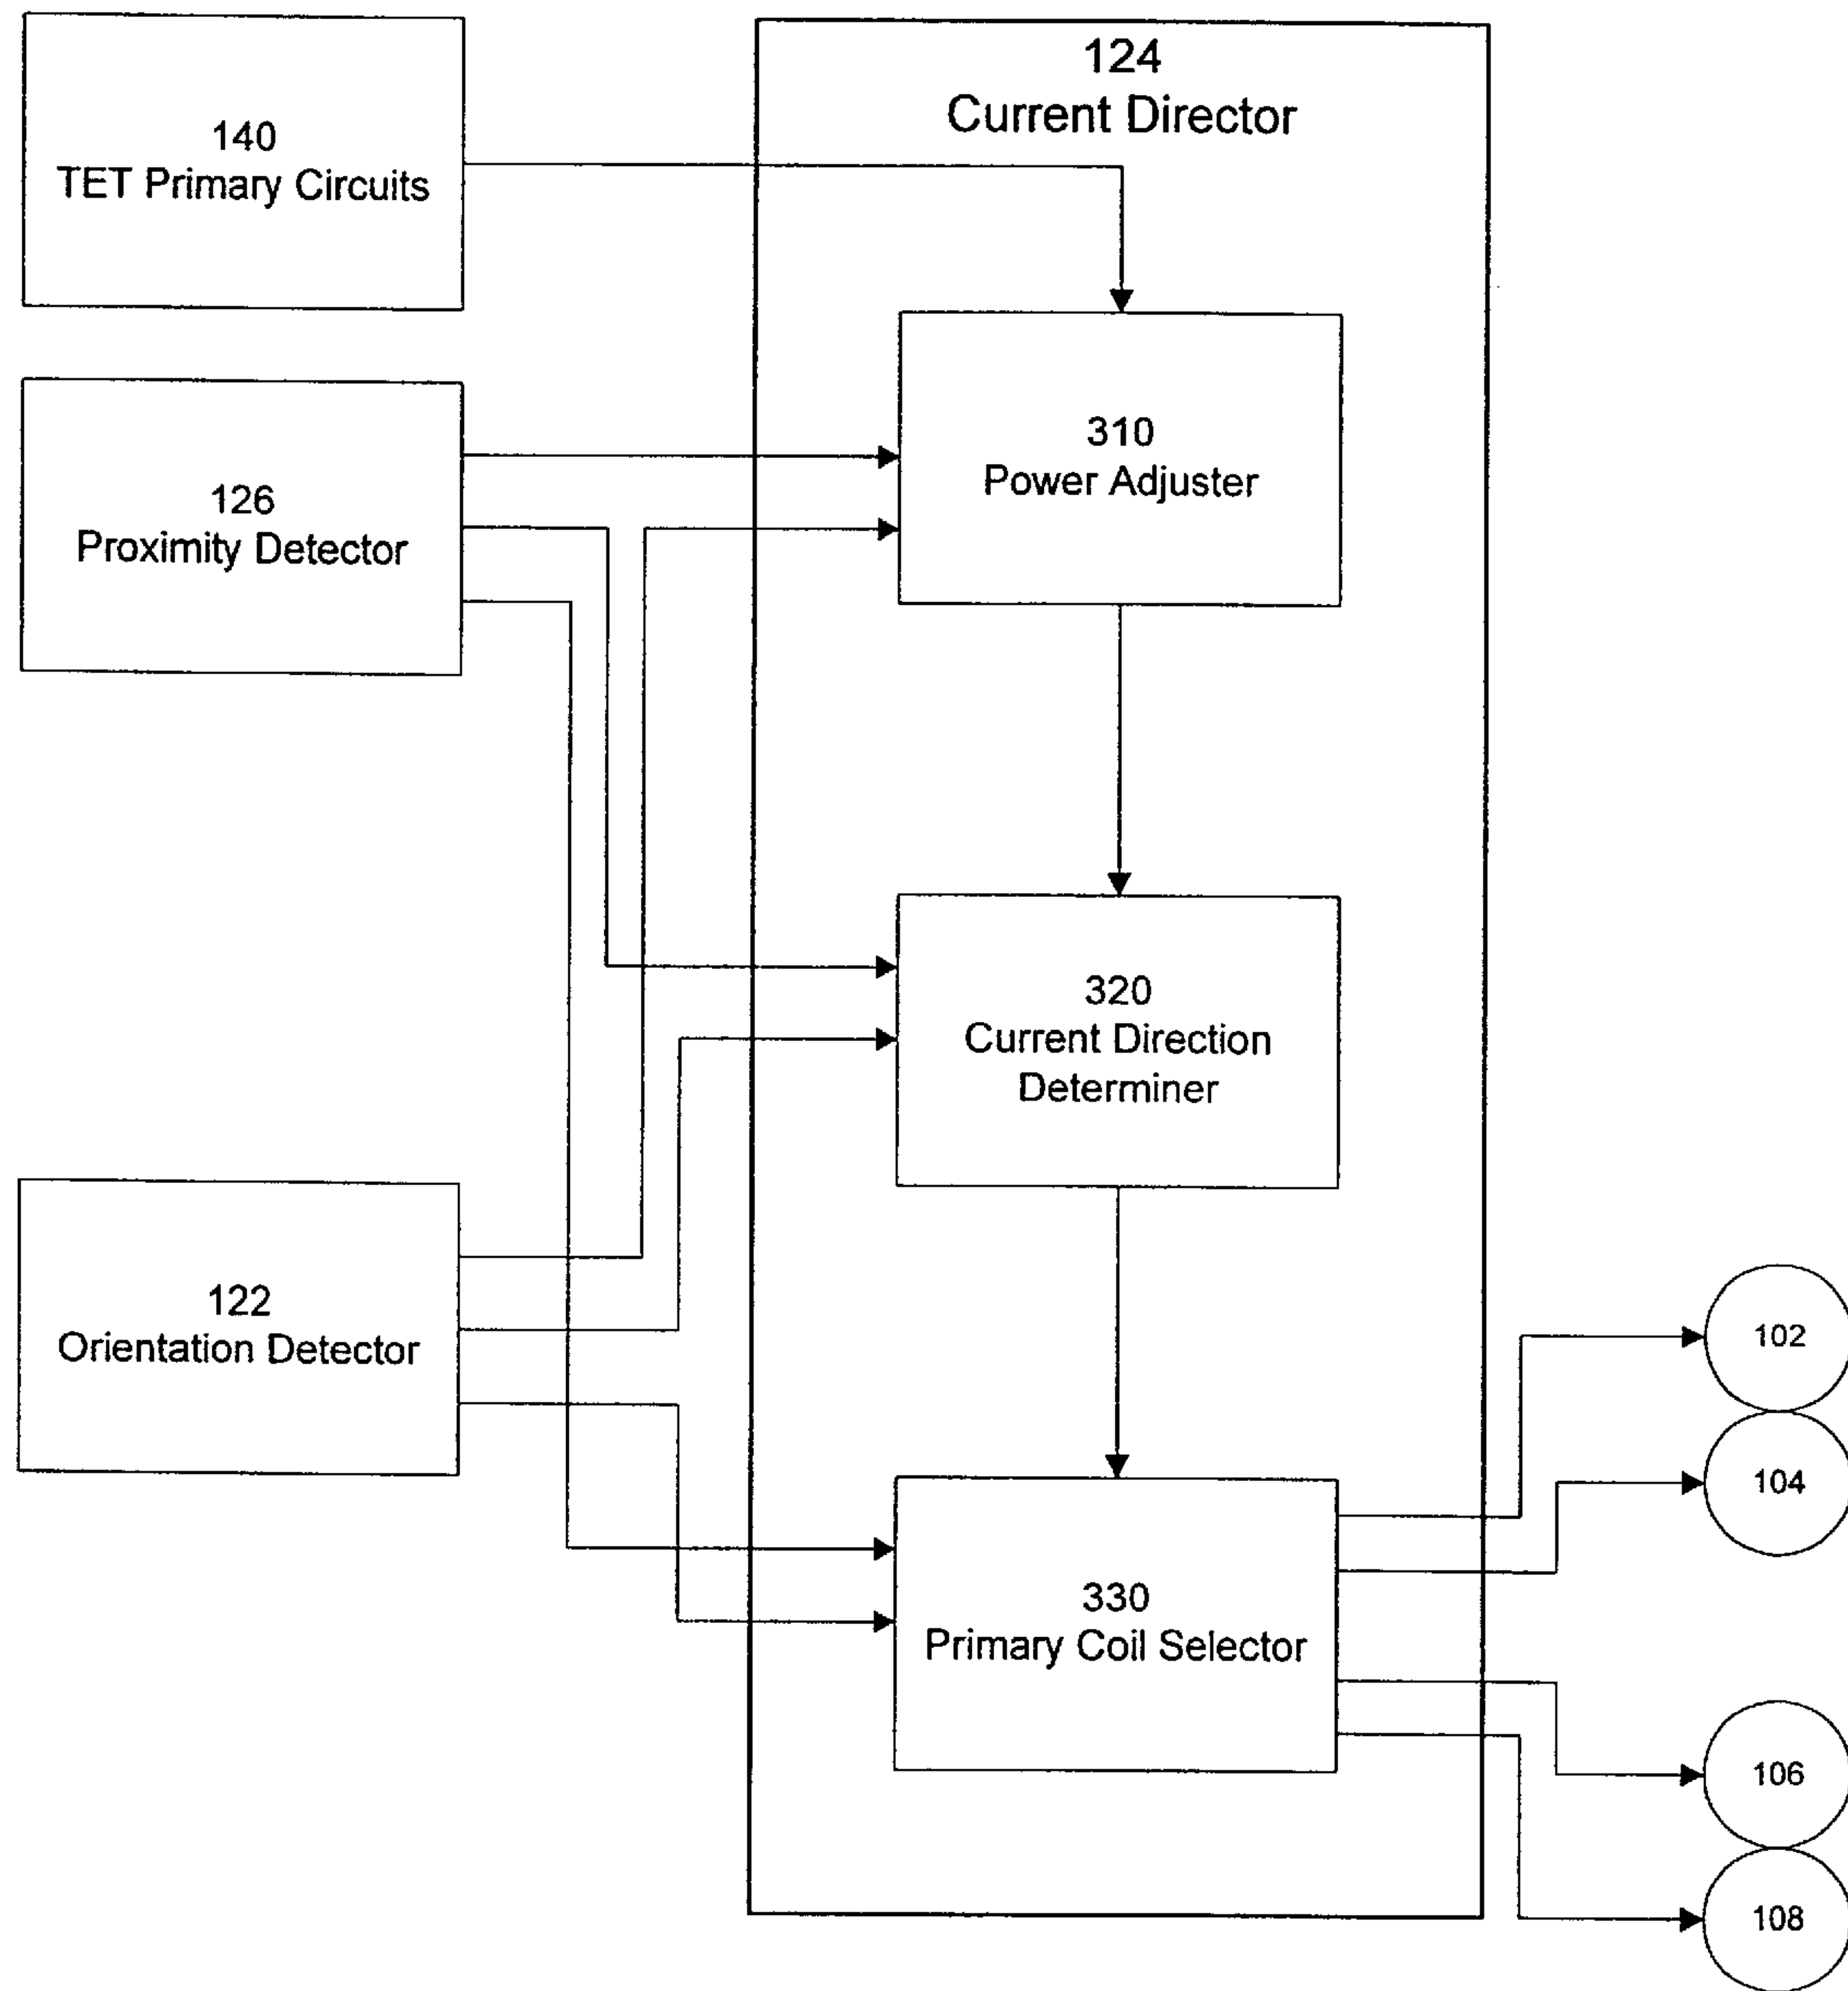 124
Current Director
140
TET Primary Circuits
310
Power Adjuster
126
Proximity Detector
320
Current Direction
Determiner
122
Orientation Detector
102
104
330
Primary Coil Selector
106
108